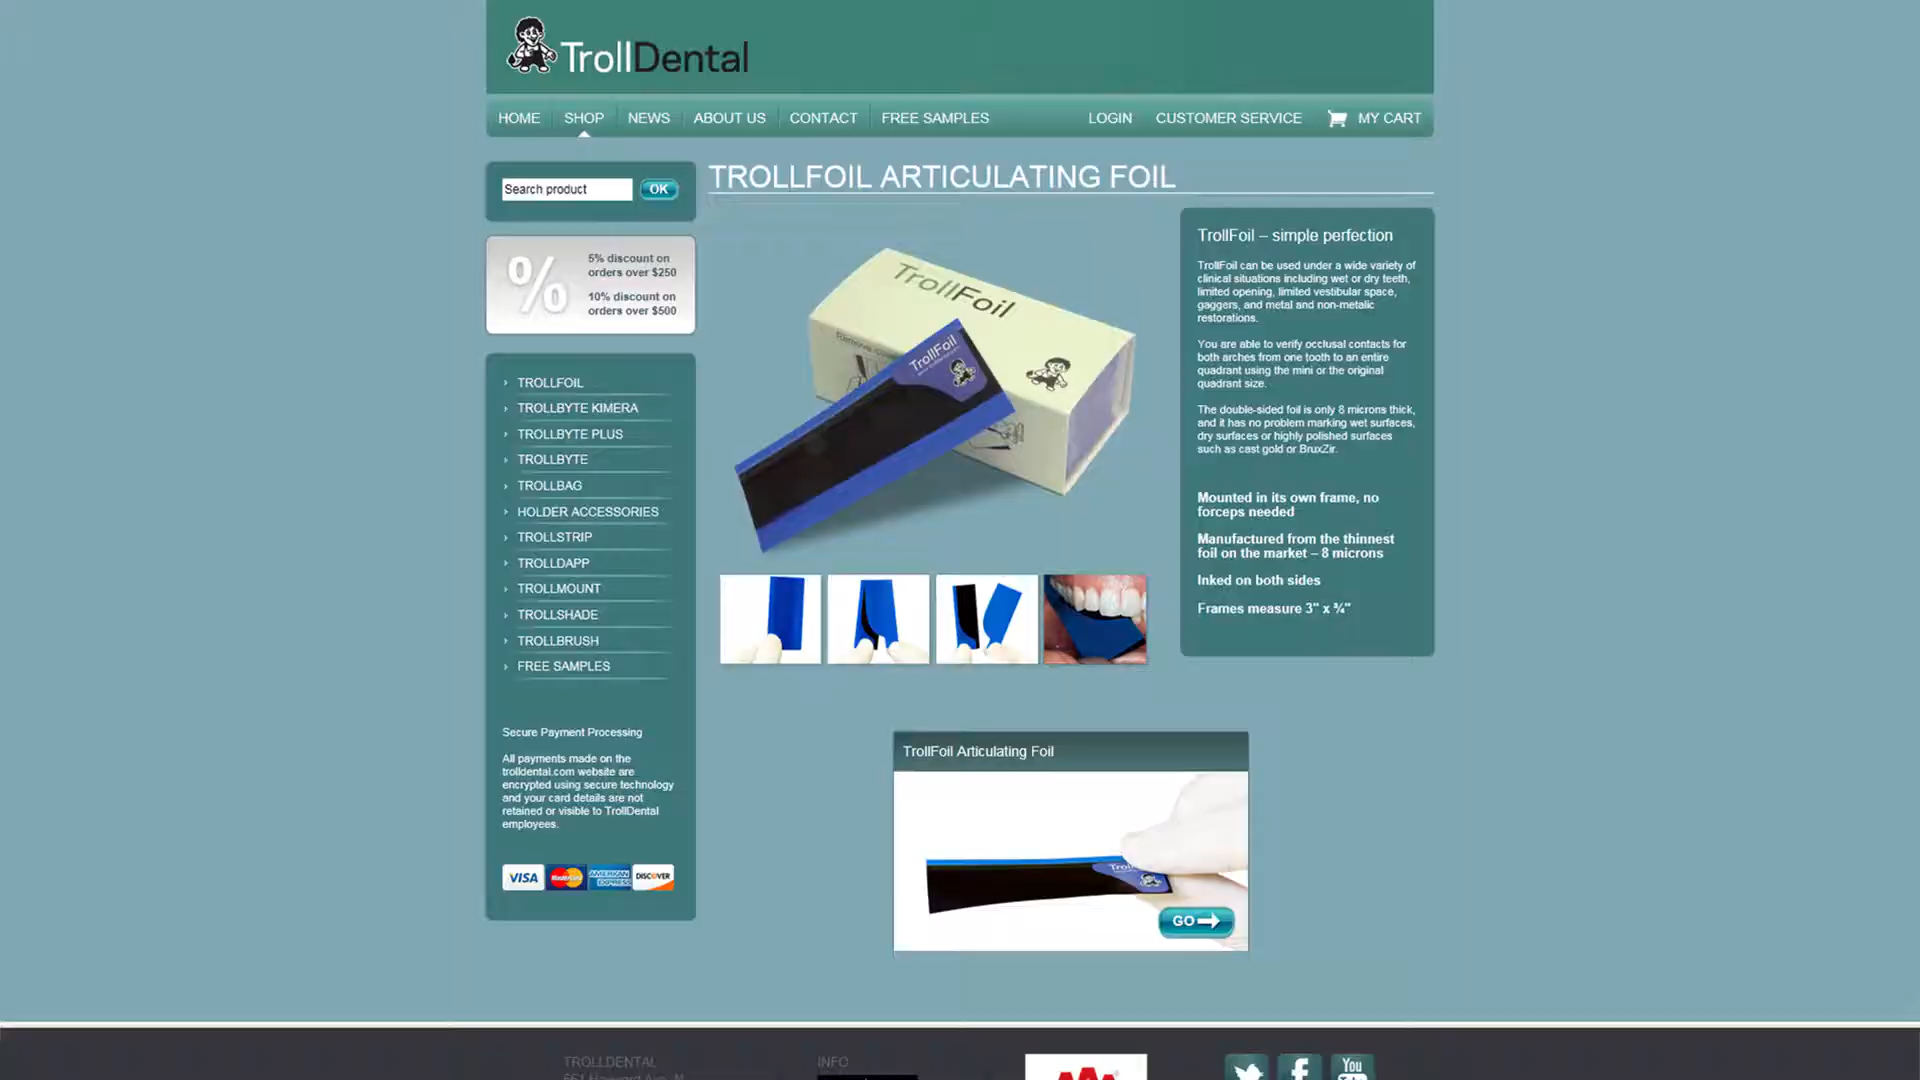 TrollDental
HOME
SHOP
NEWS
ABOUT US
CONTACT
FREE SAMPLES
LOGIN
CUSTOMER SERVICE
MY CART
Search product
OK
%
5% discount on
orders over $250
10% discount on
orders over $500
TROLLFOIL
TROLLBYTE KIMERA
TROLLBYTE PLUS
TROLLBYTE
TROLLBAG
HOLDER ACCESSORIES
TROLLSTRIP
TROLLDAPP
TROLLMOUNT
TROLLSHADE
TROLLBRUSH
FREE SAMPLES
Secure Payment Processing
All payments made on the
trolldental.com website are
encrypted using secure technology
and your card details are not
retained or visible to TrollDental
employees.
VISA
MasterCard
AMERICAN
EXPRESS
DISCOVER
TROLLFOIL ARTICULATING FOIL
TrollFoil
TrollFoil
TrollFoil – simple perfection
TrollFoil can be used under a wide variety of
clinical situations including wet or dry teeth,
limited opening, limited vestibular space,
gaggers, and metal and non-metalic
restorations.
You are able to verify occlusal contacts for
both arches from one tooth to an entire
quadrant using the mini or the original
quadrant size.
The double-sided foil is only 8 microns thick,
and it has no problem marking wet surfaces,
dry surfaces or highly polished surfaces
such as cast gold or BruxZir.
Mounted in its own frame, no
forceps needed
Manufactured from the thinnest
foil on the market – 8 microns
Inked on both sides
Frames measure 3" x ¾"
TrollFoil Articulating Foil
GO
TROLLDENTAL
INFO
You